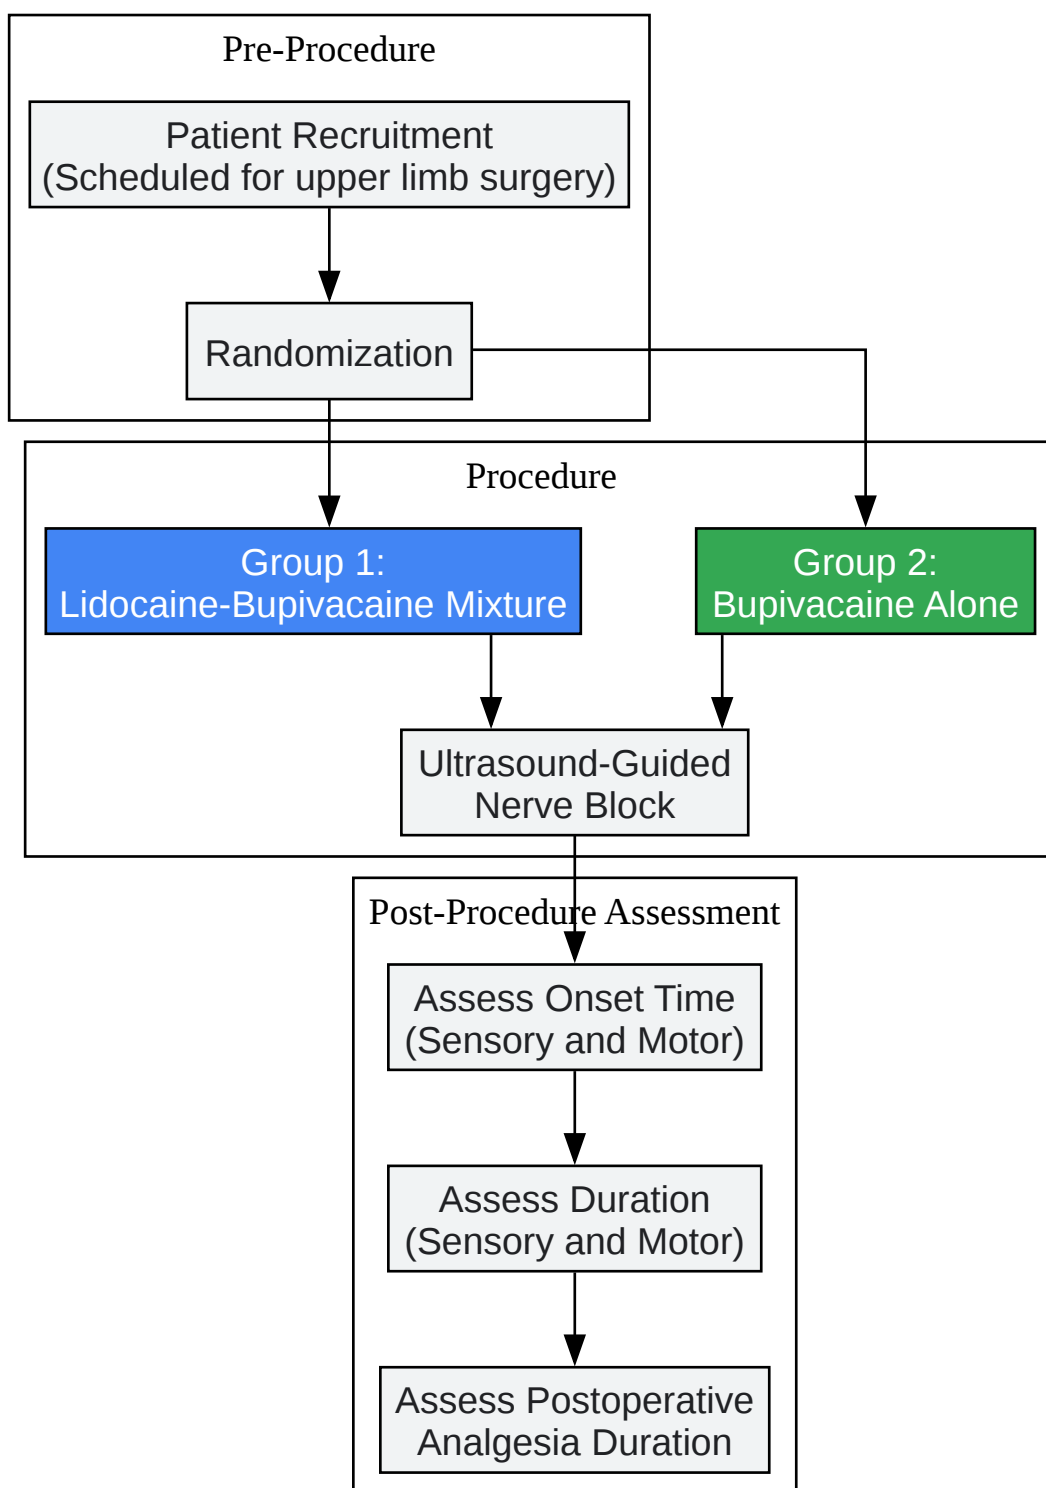 Pre-Procedure
Patient Recruitment
(Scheduled for upper limb surgery)
Randomization
Procedure
Group 1:
Lidocaine-Bupivacaine Mixture
Group 2:
Bupivacaine Alone
Ultrasound-Guided
Nerve Block
Post-Procedure Assessment
Assess Onset Time
(Sensory and Motor)
Assess Duration
(Sensory and Motor)
Assess Postoperative
Analgesia Duration